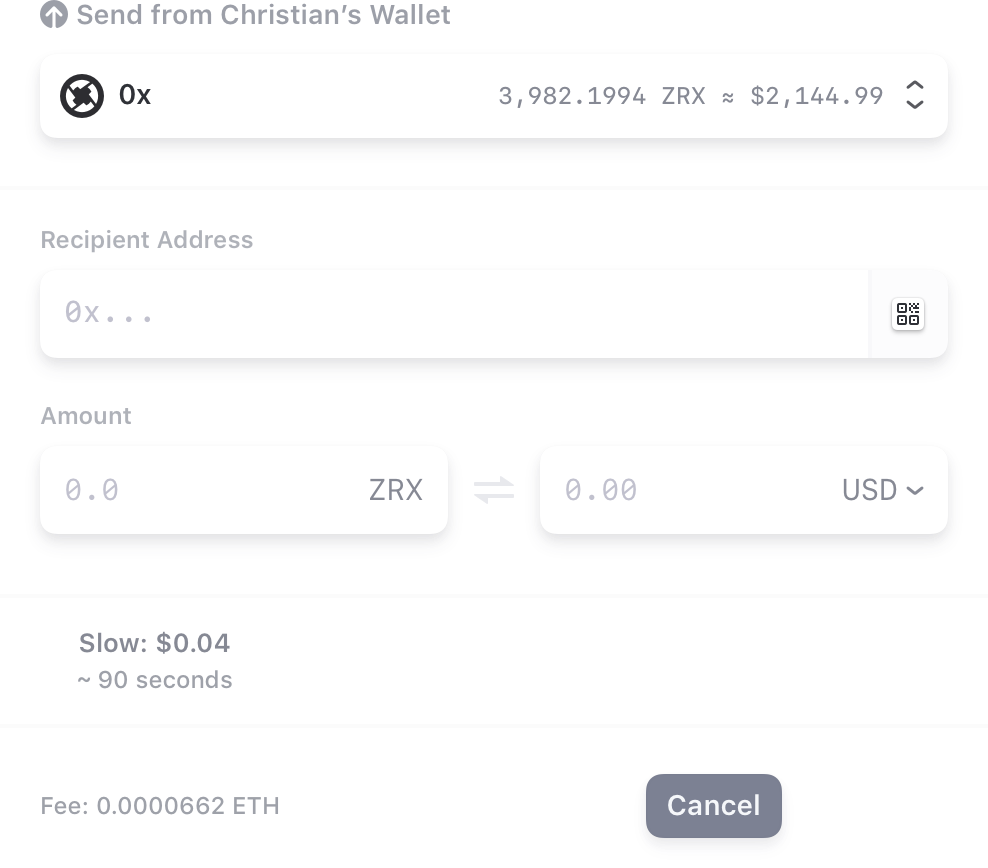 Send from Christian’s Wallet
0x 3,982.1994 ZRX ≈ $2,144.99
Recipient Address
0x...
Amount
0.0 ZRX 0.00 USD
Slow: $0.04
~ 90 seconds
Fee: 0.0000662 ETH Cancel